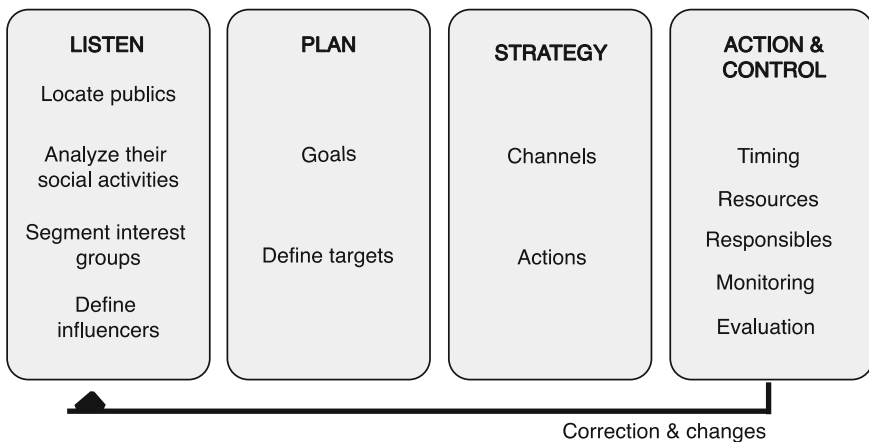 LISTEN
Locate publics
Analyze their
social activities
Segment interest
groups
Define
influencers
PLAN
Goals
Define targets
STRATEGY
Channels
Actions
ACTION &
CONTROL
Timing
Resources
Responsibles
Monitoring
Evaluation
Correction & changes